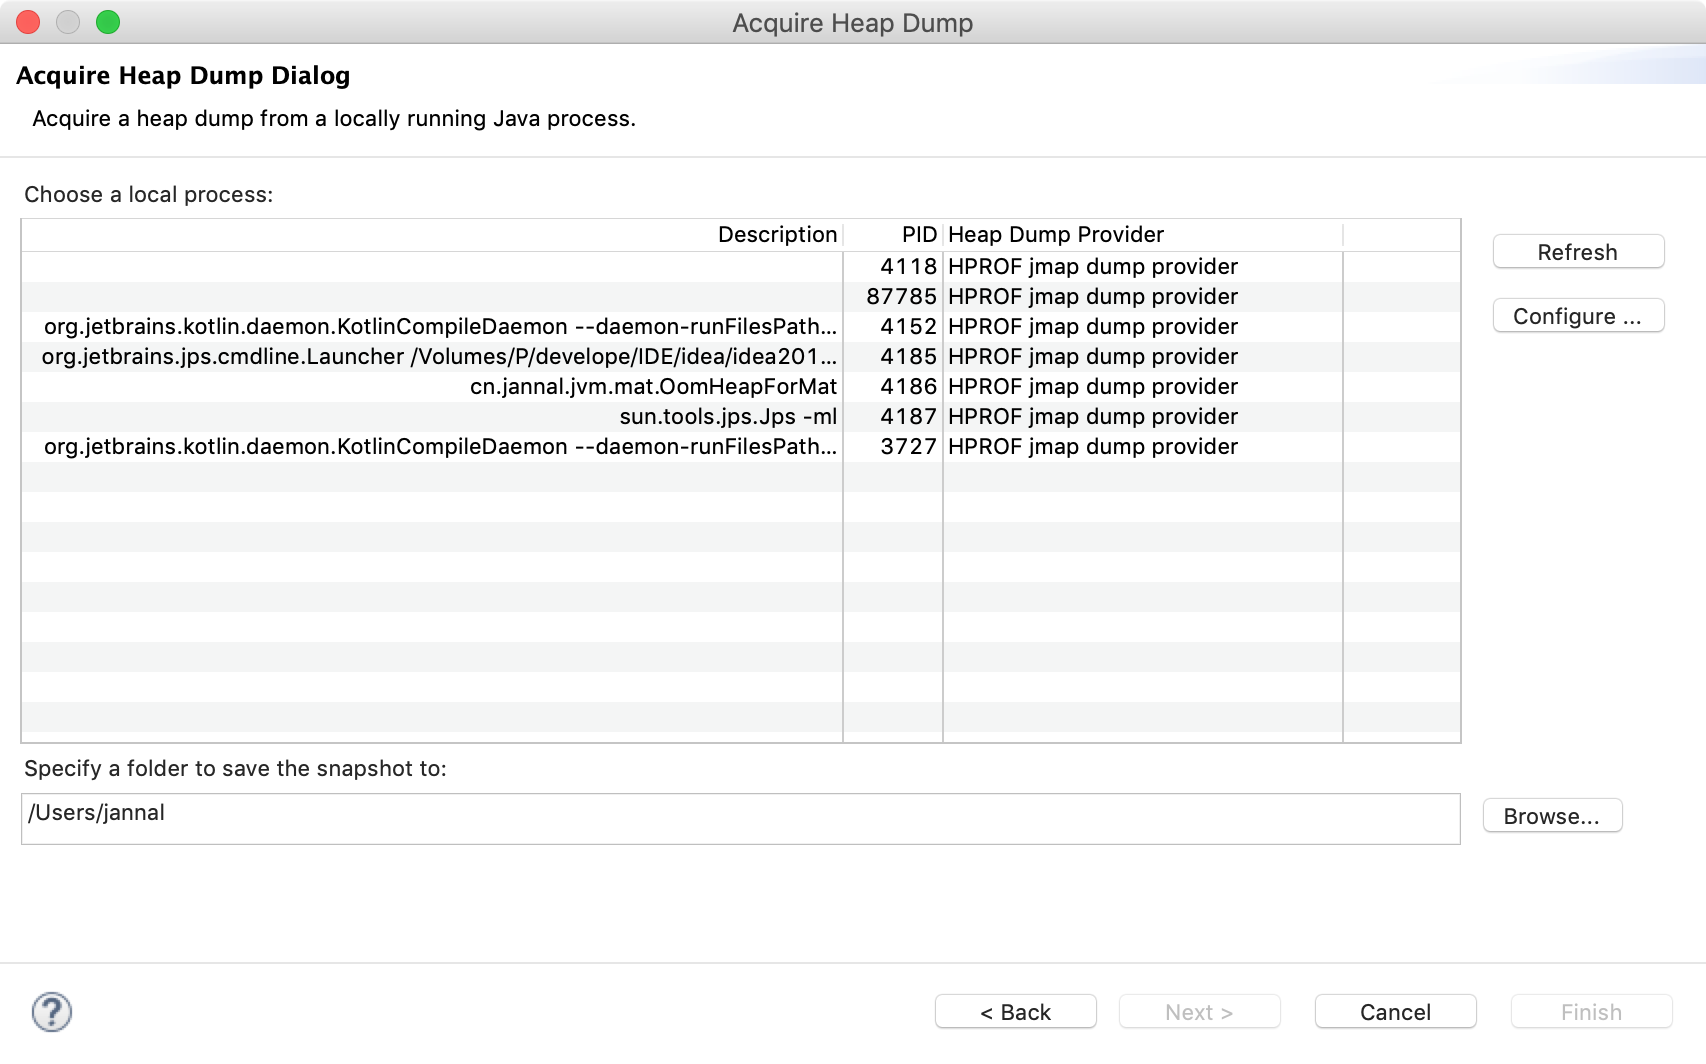 Acquire Heap Dump
Acquire Heap Dump Dialog
Acquire a heap dump from a locally running Java process.
Choose a local process:
Description PID Heap Dump Provider
4118 HPROF jmap dump provider
87785 HPROF jmap dump provider
org.jetbrains.kotlin.daemon.KotlinCompileDaemon --daemon-runFilesPath... 4152 HPROF jmap dump provider
org.jetbrains.jps.cmdline.Launcher /Volumes/P/develope/IDE/idea/idea201... 4185 HPROF jmap dump provider
cn.jannal.jvm.mat.OomHeapForMat 4186 HPROF jmap dump provider
sun.tools.jps.Jps -ml 4187 HPROF jmap dump provider
org.jetbrains.kotlin.daemon.KotlinCompileDaemon --daemon-runFilesPath... 3727 HPROF jmap dump provider
Refresh
Configure ...
Specify a folder to save the snapshot to:
/Users/jannal
Browse...
?
< Back
Next >
Cancel
Finish